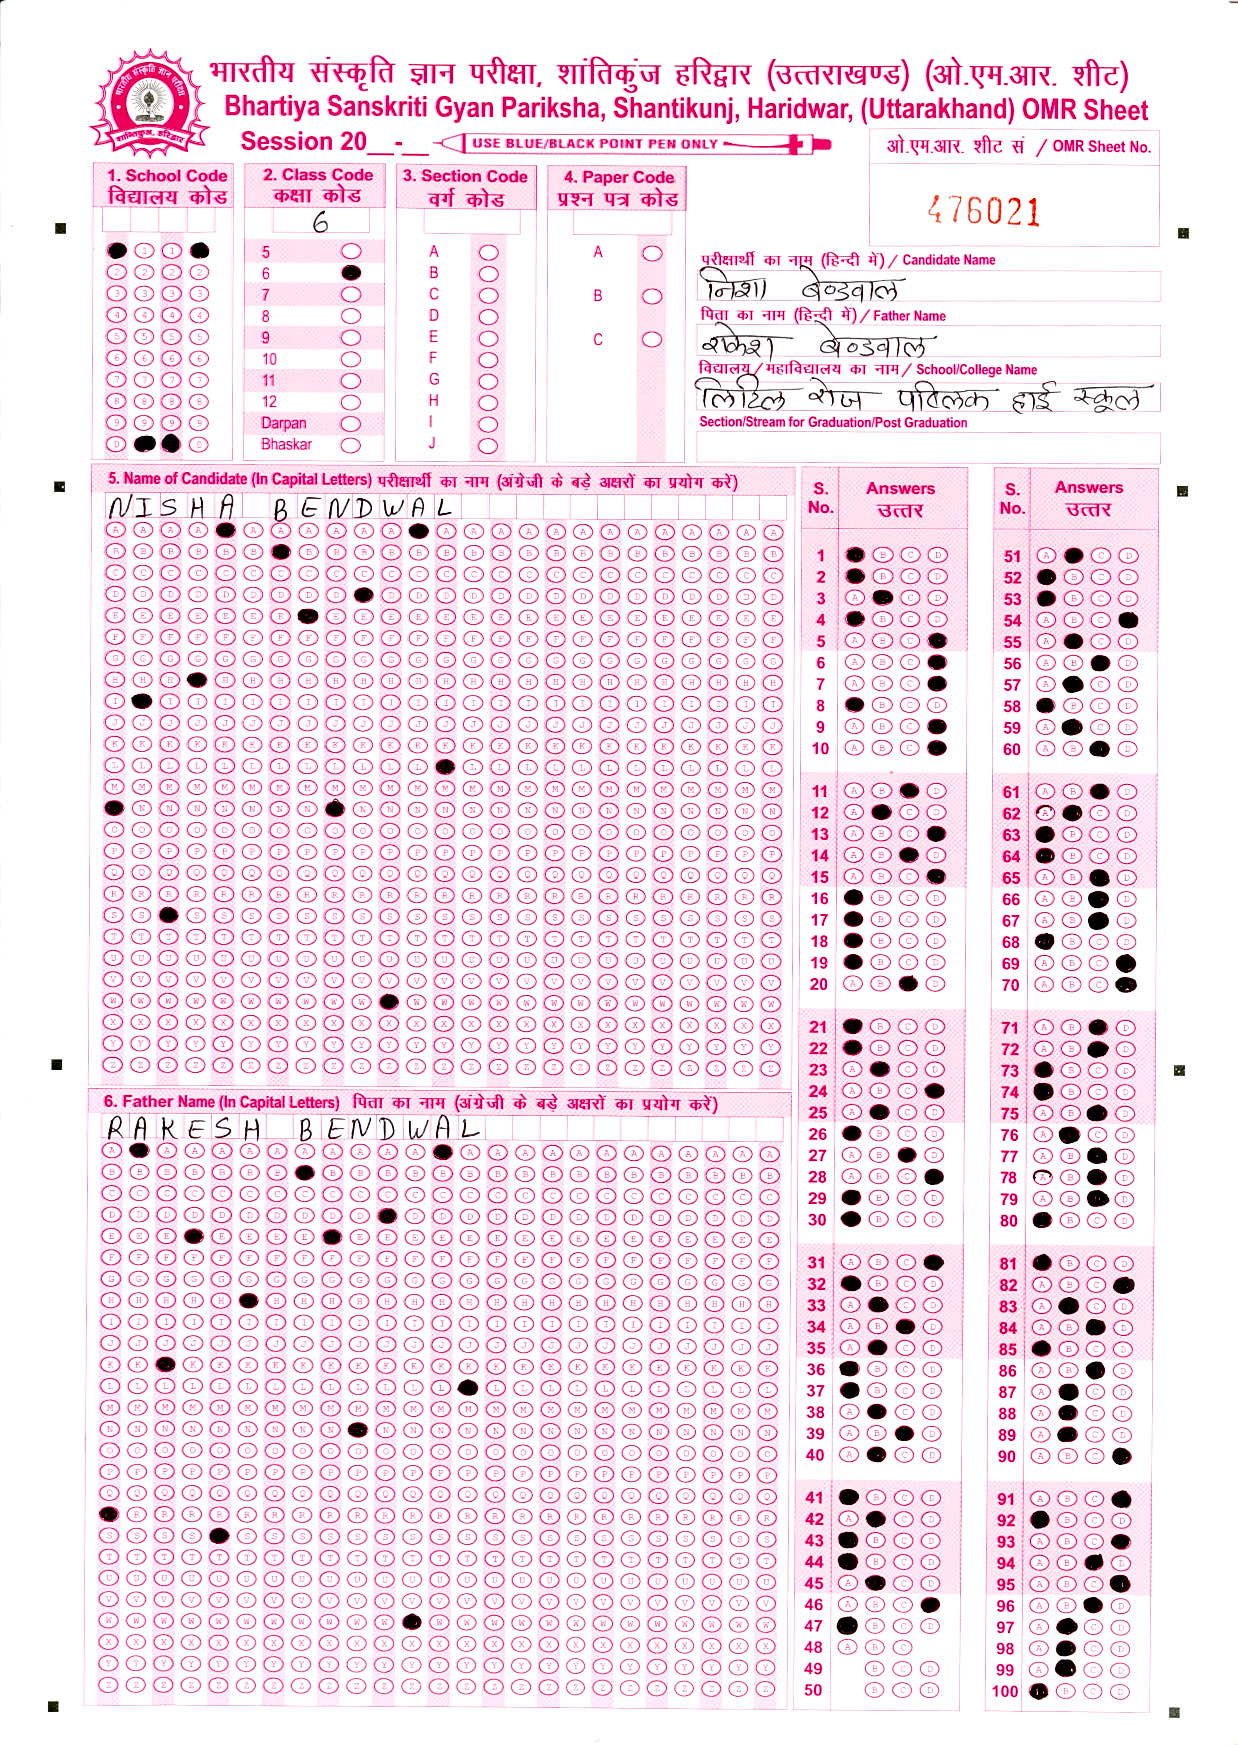 भारतीय संस्कृति ज्ञान परीक्षा, शांतिकुंज हरिद्वार (उत्तराखण्ड) (ओ.एम.आर. शीट)
Bhartiya Sanskriti Gyan Pariksha, Shantikunj, Haridwar, (Uttarakhand) OMR Sheet
Session 20__-__ USE BLUE/BLACK POINT PEN ONLY
ओ.एम.आर. शीट सं / OMR Sheet No.
476021
1. School Code
विद्यालय कोड
2. Class Code
कक्षा कोड
6
5
6
7
8
9
10
11
12
Darpan
Bhaskar
3. Section Code
वर्ग कोड
A
B
C
D
E
F
G
H
I
J
4. Paper Code
प्रश्न पत्र कोड
A
B
C
परीक्षार्थी का नाम (हिन्दी में) / Candidate Name
निशा बेण्डवाल
पिता का नाम (हिन्दी में) / Father Name
राकेश बेण्डवाल
विद्यालय/महाविद्यालय का नाम / School/College Name
लिटिल रोज पब्लिक हाई स्कूल
Section/Stream for Graduation/Post Graduation
5. Name of Candidate (In Capital Letters) परीक्षार्थी का नाम (अंग्रेजी के बड़े अक्षरों का प्रयोग करें)
NISHA BENDWAL
6. Father Name (In Capital Letters) पिता का नाम (अंग्रेजी के बड़े अक्षरों का प्रयोग करें)
RAKESH BENDWAL
S. No. Answers उत्तर
1
2
3
4
5
6
7
8
9
10
11
12
13
14
15
16
17
18
19
20
21
22
23
24
25
26
27
28
29
30
31
32
33
34
35
36
37
38
39
40
41
42
43
44
45
46
47
48
49
50
S. No. Answers उत्तर
51
52
53
54
55
56
57
58
59
60
61
62
63
64
65
66
67
68
69
70
71
72
73
74
75
76
77
78
79
80
81
82
83
84
85
86
87
88
89
90
91
92
93
94
95
96
97
98
99
100